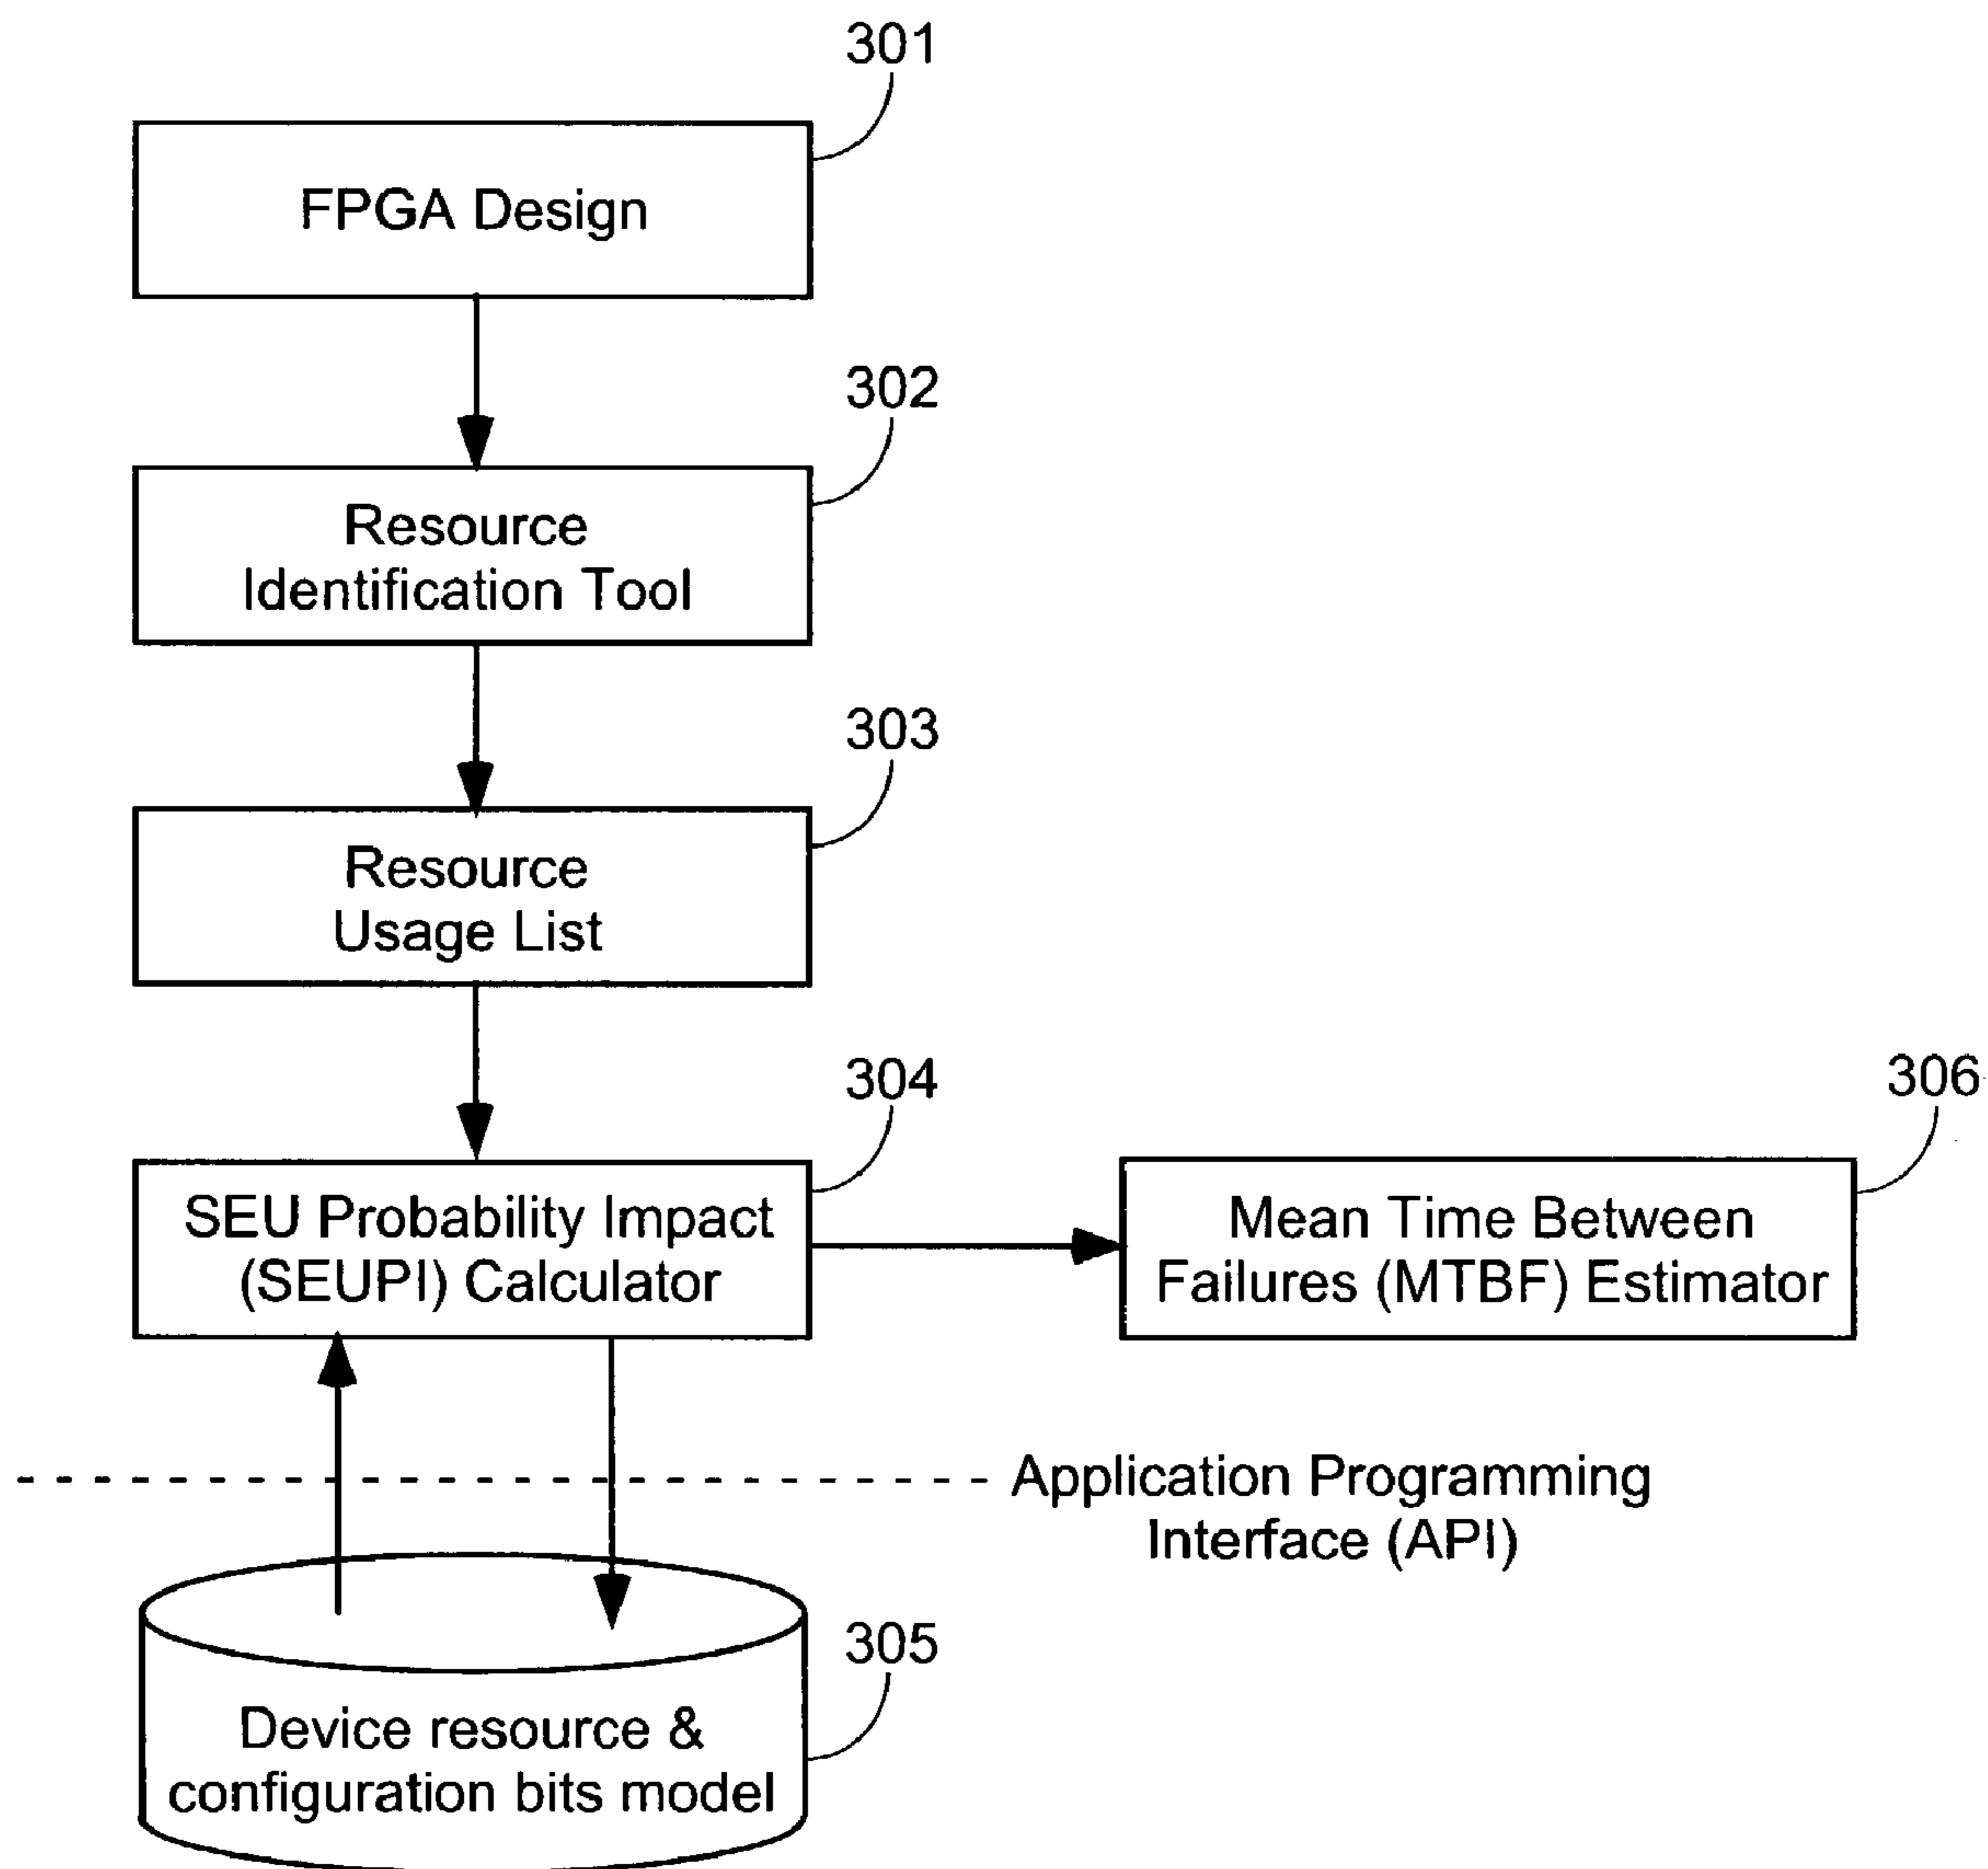 301
FPGA Design
302
Resource
Identification Tool
303
Resource
Usage List
304
SEU Probability Impact
(SEUPI) Calculator
306
Mean Time Between
Failures (MTBF) Estimator
Application Programming
Interface (API)
305
Device resource &
configuration bits model